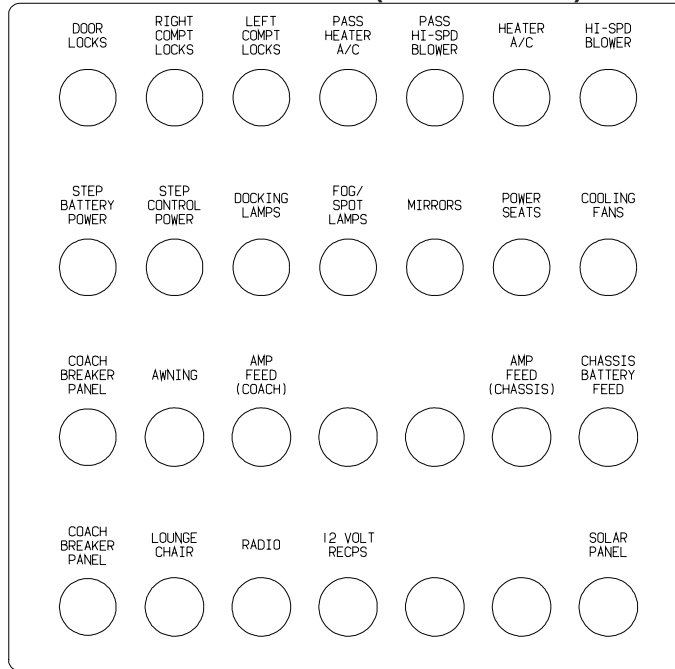 DOOR
LOCKS
RIGHT
COMPT
LOCKS
LEFT
COMPT
LOCKS
PASS
HEATER
A/C
PASS
HI-SPD
BLOWER
HEATER
A/C
HI-SPD
BLOWER
STEP
BATTERY
POWER
STEP
CONTROL
POWER
DOCKING
LAMPS
FOG/
SPOT
LAMPS
MIRRORS
POWER
SEATS
COOLING
FANS
COACH
BREAKER
PANEL
AWNING
AMP
FEED
(COACH)
AMP
FEED
(CHASSIS)
CHASSIS
BATTERY
FEED
COACH
BREAKER
PANEL
LOUNGE
CHAIR
RADIO
12 VOLT
RECPS
SOLAR
PANEL